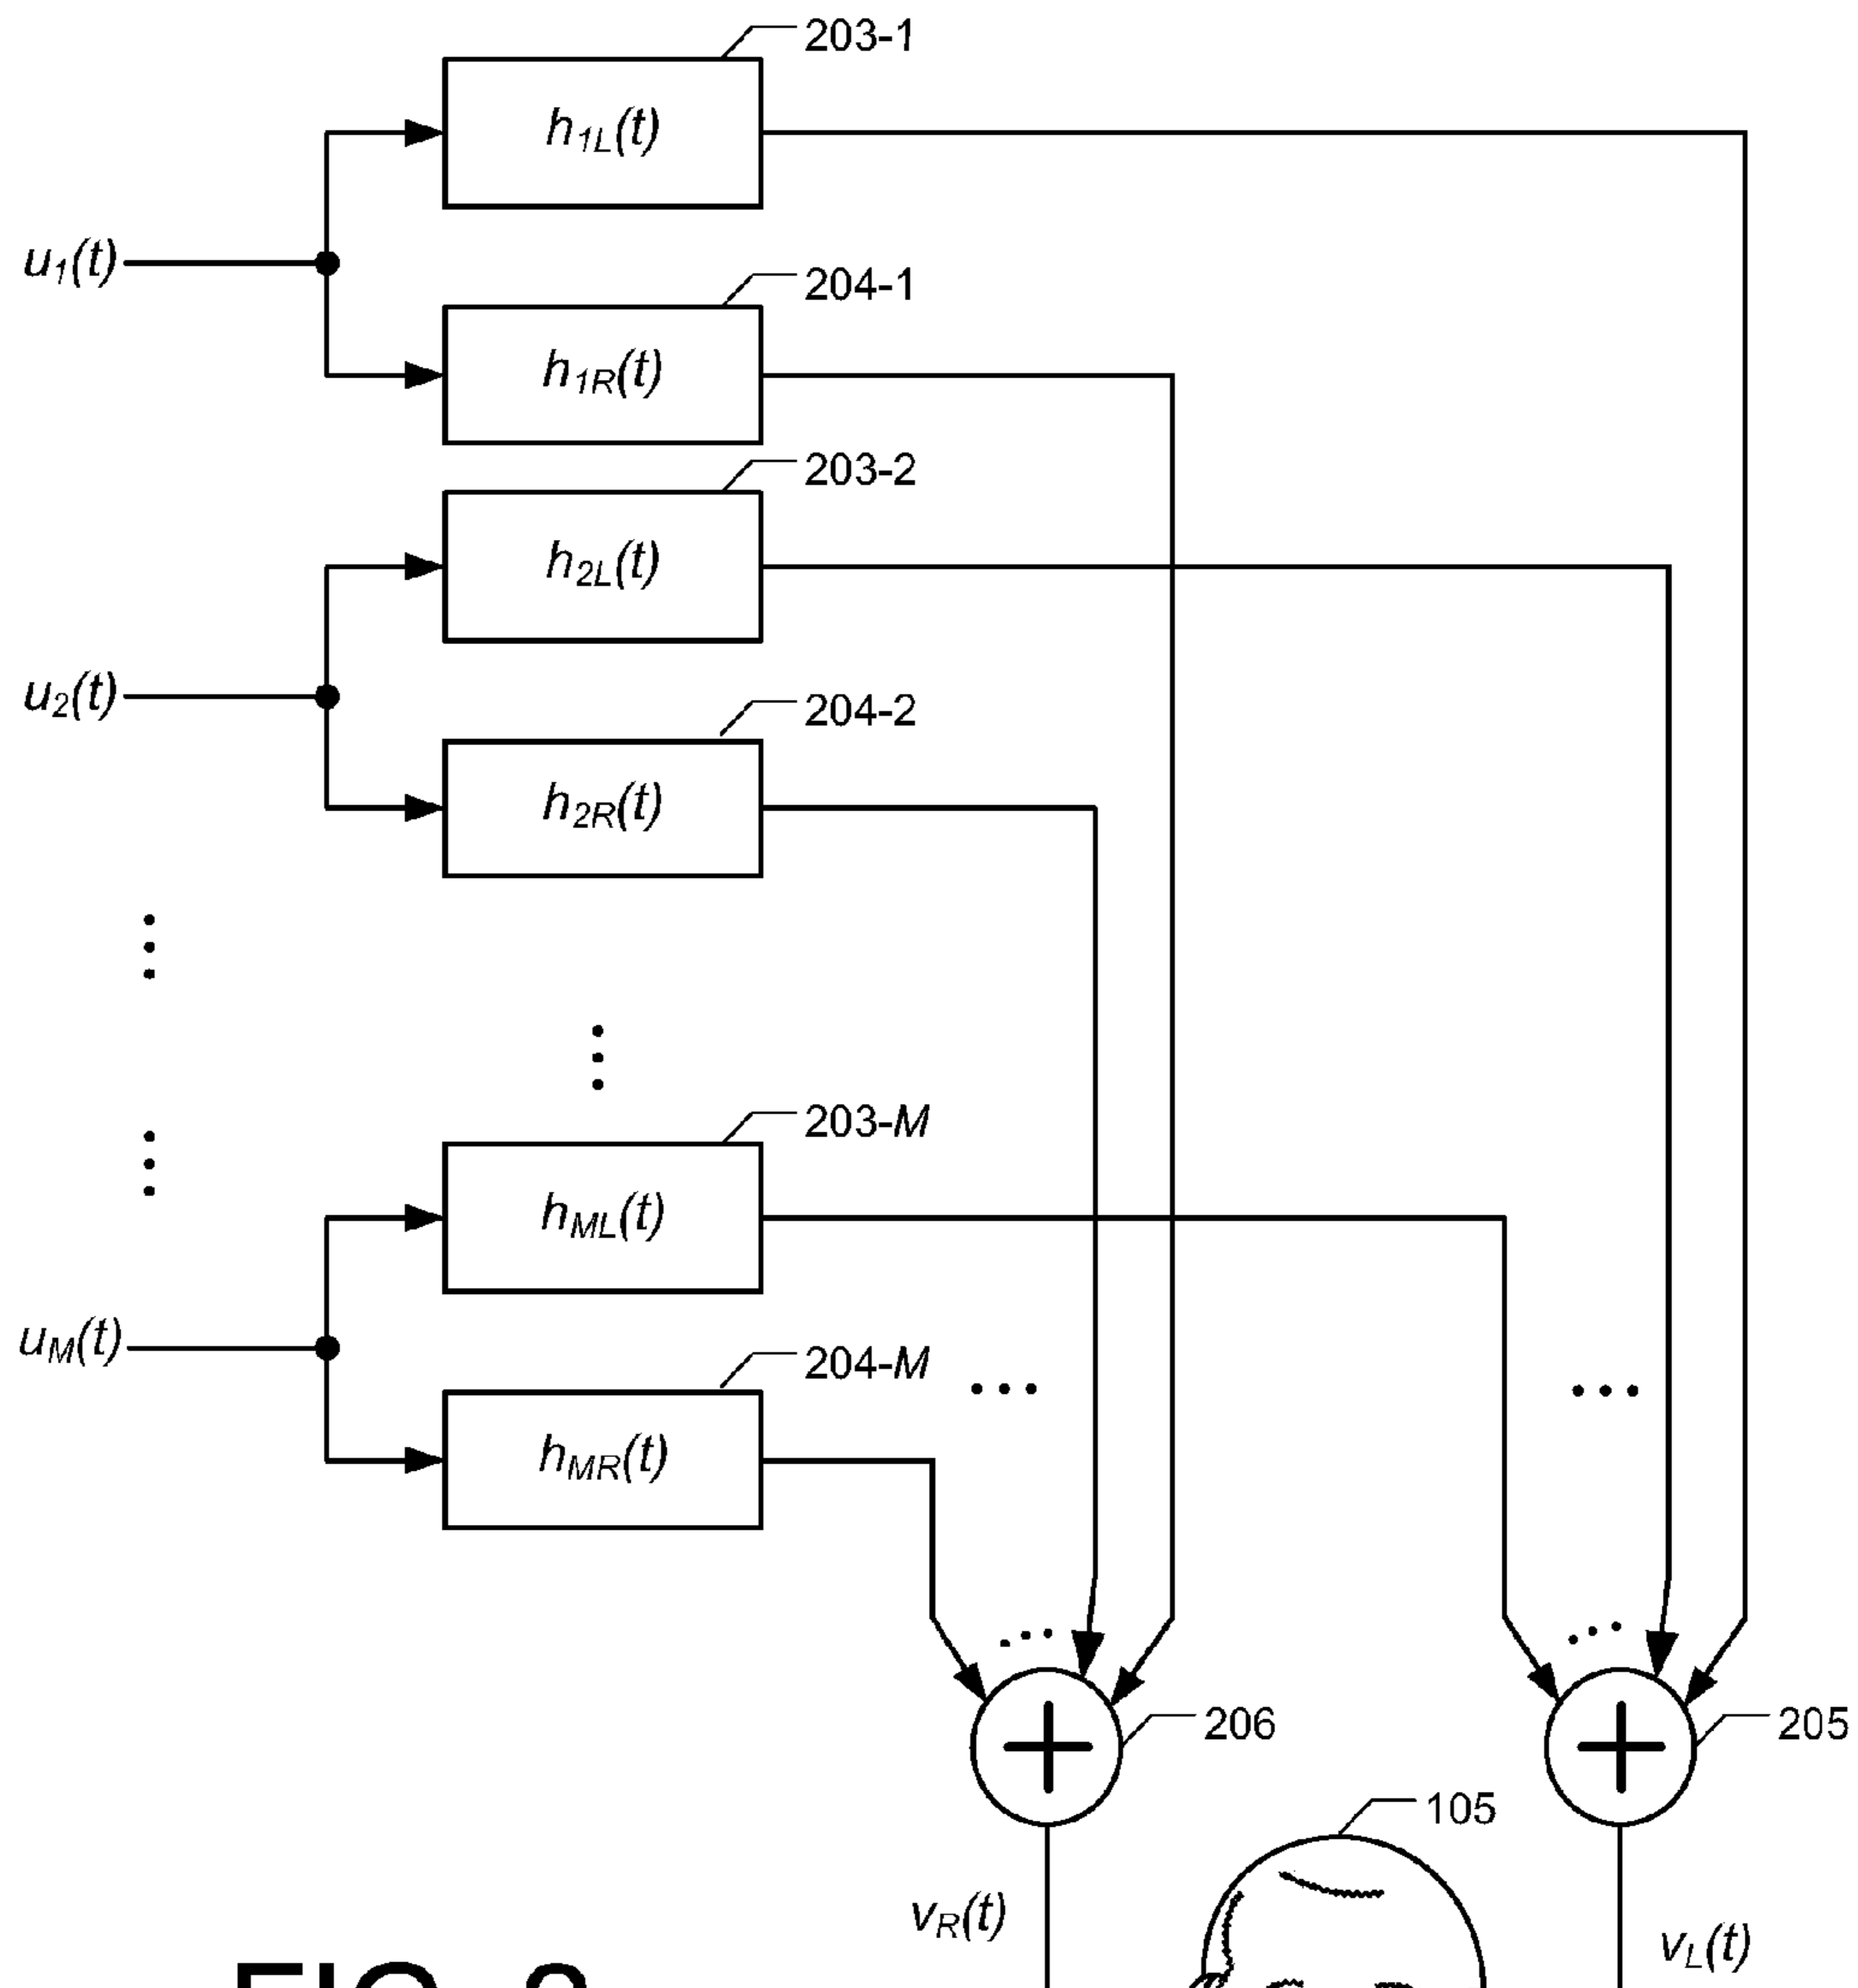 203-1
h1L(t)
u1(t)
204-1
h1R(t)
203-2
h2L(t)
u2(t)
204-2
h2R(t)
203-M
hML(t)
uM(t)
204-M
hMR(t)
206
205
105
vR(t)
vL(t)